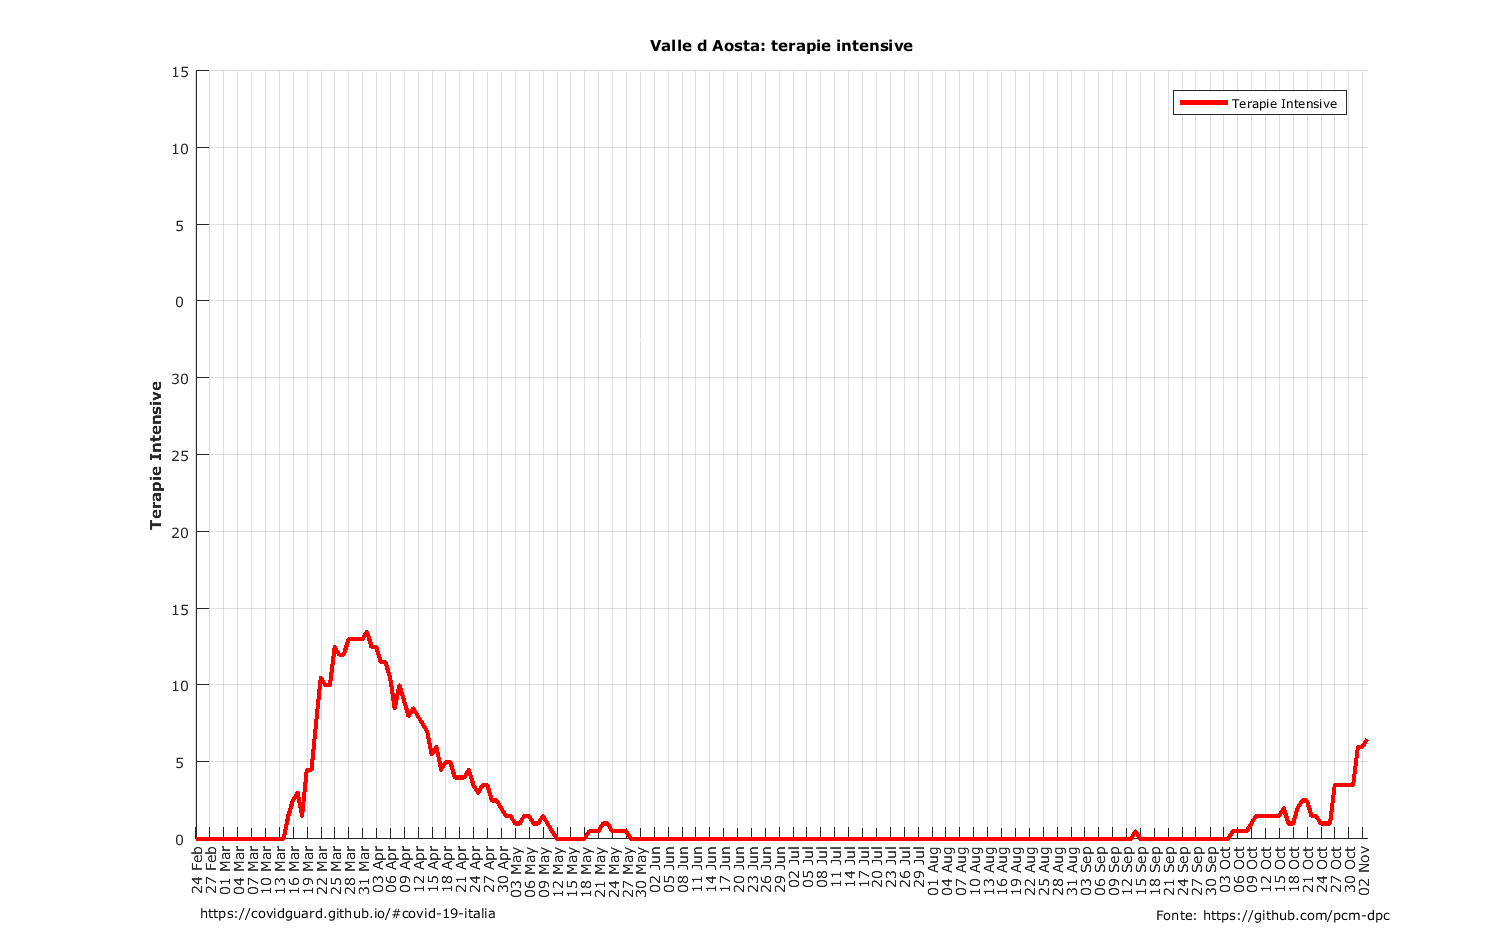 Valle d Aosta: terapie intensive
Terapie Intensive
15
10
5
0
30
25
20
15
10
5
0
Terapie Intensive
24 Feb
27 Feb
01 Mar
04 Mar
07 Mar
10 Mar
13 Mar
16 Mar
19 Mar
22 Mar
25 Mar
28 Mar
31 Mar
03 Apr
06 Apr
09 Apr
12 Apr
15 Apr
18 Apr
21 Apr
24 Apr
27 Apr
30 Apr
03 May
06 May
09 May
12 May
15 May
18 May
21 May
24 May
27 May
30 May
02 Jun
05 Jun
08 Jun
11 Jun
14 Jun
17 Jun
20 Jun
23 Jun
26 Jun
29 Jun
02 Jul
05 Jul
08 Jul
11 Jul
14 Jul
17 Jul
20 Jul
23 Jul
26 Jul
29 Jul
01 Aug
04 Aug
07 Aug
10 Aug
13 Aug
16 Aug
19 Aug
22 Aug
25 Aug
28 Aug
31 Aug
03 Sep
06 Sep
09 Sep
12 Sep
15 Sep
18 Sep
21 Sep
24 Sep
27 Sep
30 Sep
03 Oct
06 Oct
09 Oct
12 Oct
15 Oct
18 Oct
21 Oct
24 Oct
27 Oct
30 Oct
02 Nov
https://covidguard.github.io/#covid-19-italia
Fonte: https://github.com/pcm-dpc